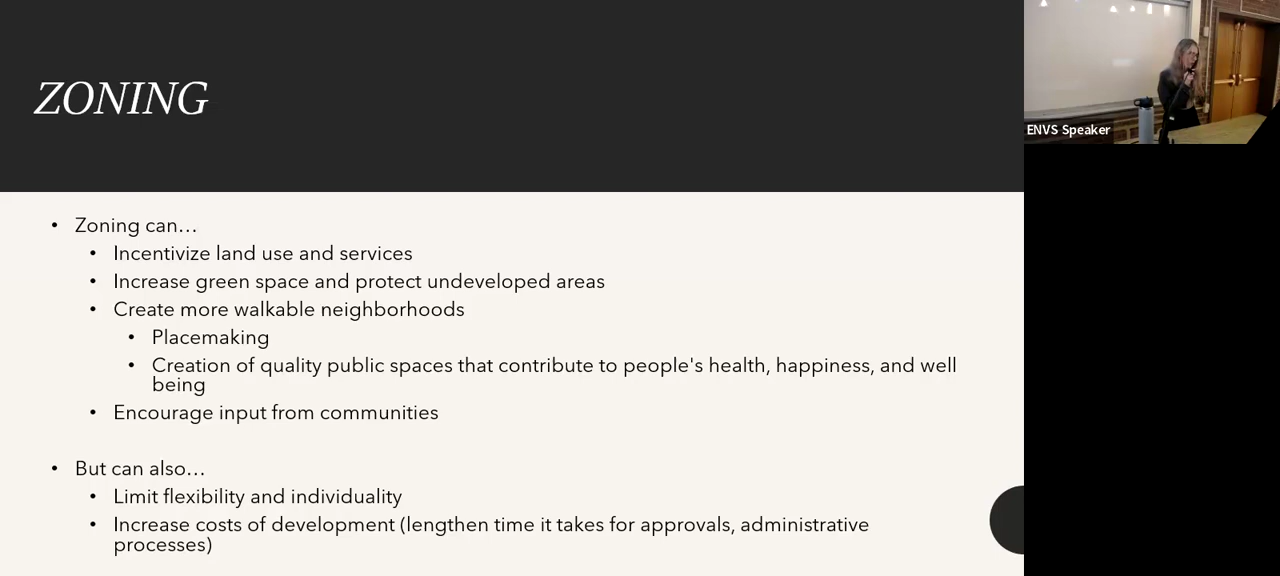 ZONING
ENVS Speaker
• Zoning can…
• Incentivize land use and services
• Increase green space and protect undeveloped areas
• Create more walkable neighborhoods
• Placemaking
• Creation of quality public spaces that contribute to people's health, happiness, and well
being
• Encourage input from communities
• But can also…
• Limit flexibility and individuality
• Increase costs of development (lengthen time it takes for approvals, administrative
processes)